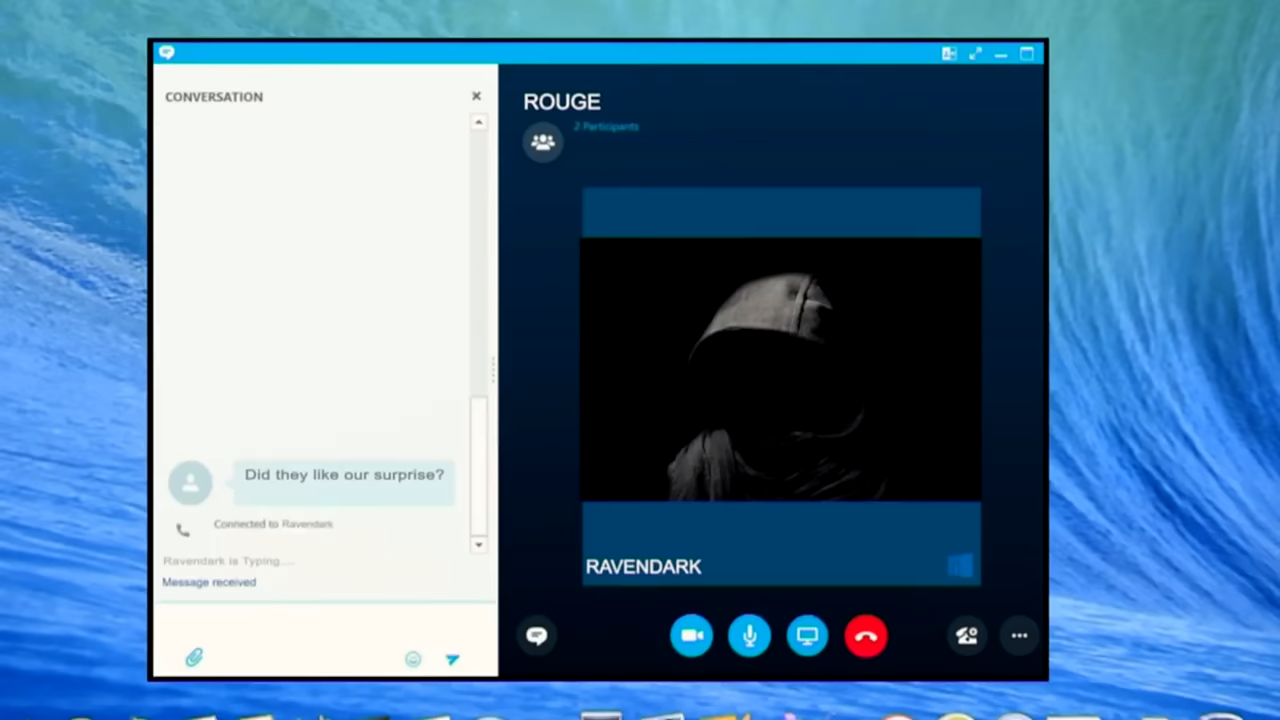 CONVERSATION
Did they like our surprise?
Connected to Ravendark
Ravendark is Typing....
Message received
ROUGE
2 Participants
RAVENDARK